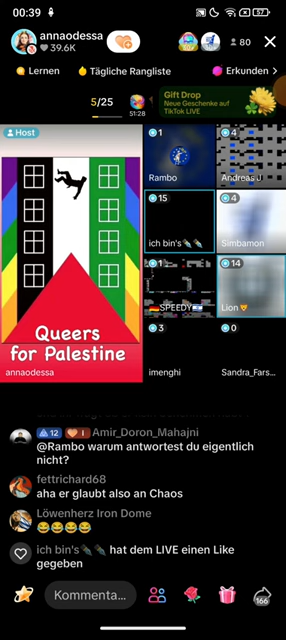 00:39
57
annaodessa
39.6K
80
Lernen
Tägliche Rangliste
Erkunden
5/25
51:28
Gift Drop
Neue Geschenke auf
TikTok LIVE
Host
1
Rambo
4
Andreas J
15
ich bin's
4
Simbamon
1
SPEEDY
14
Lion
3
imenghi
0
Sandra_Fars...
Queers
for Palestine
annaodessa
12
1
Amir_Doron_Mahajni
@Rambo warum antwortest du eigentlich
nicht?
fettrichard68
aha er glaubt also an Chaos
Löwenherz Iron Dome
ich bin's hat dem LIVE einen Like
gegeben
Kommenta...
166